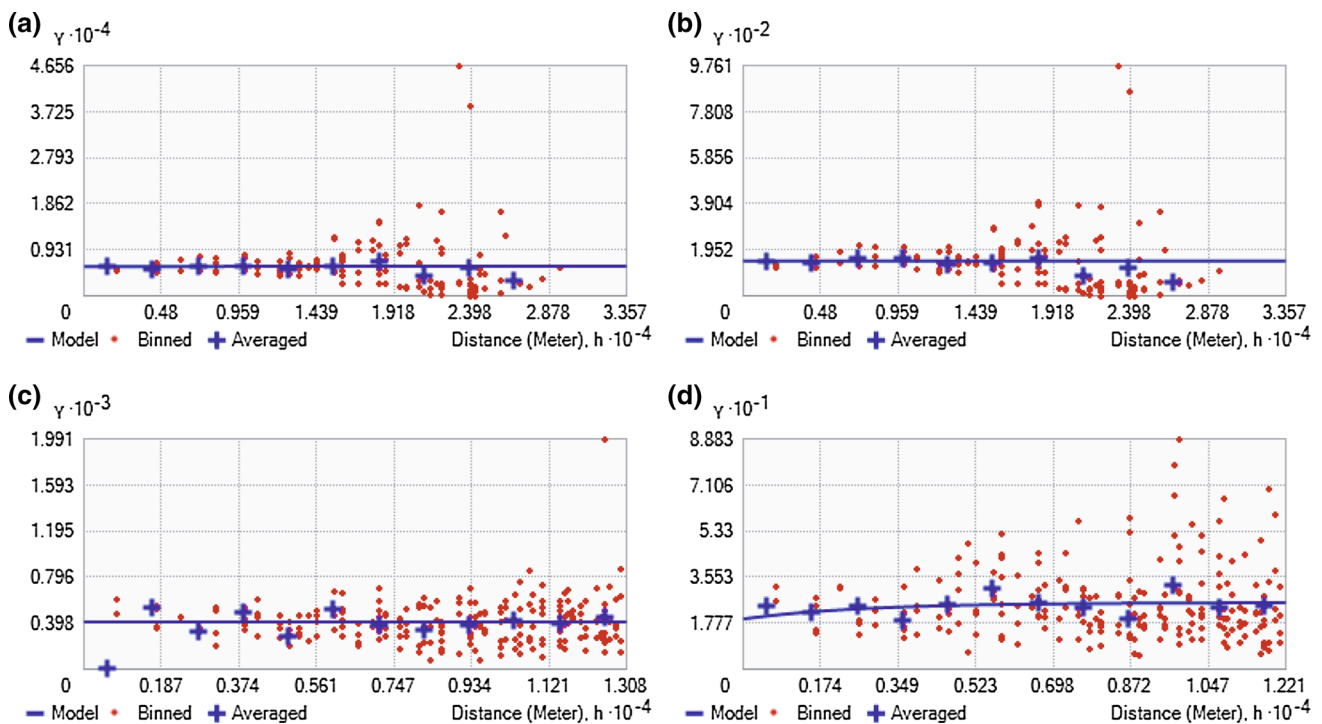 (a) γ·10⁻⁴
4.656
3.725
2.793
1.862
0.931
0 0.48 0.959 1.439 1.918 2.398 2.878 3.357
Model Binned Averaged Distance (Meter), h·10⁻⁴
(b) γ·10⁻²
9.761
7.808
5.856
3.904
1.952
0 0.48 0.959 1.439 1.918 2.398 2.878 3.357
Model Binned Averaged Distance (Meter), h·10⁻⁴
(c) γ·10⁻³
1.991
1.593
1.195
0.796
0.398
0 0.187 0.374 0.561 0.747 0.934 1.121 1.308
Model Binned Averaged Distance (Meter), h·10⁻⁴
(d) γ·10⁻¹
8.883
7.106
5.33
3.553
1.777
0 0.174 0.349 0.523 0.698 0.872 1.047 1.221
Model Binned Averaged Distance (Meter), h·10⁻⁴